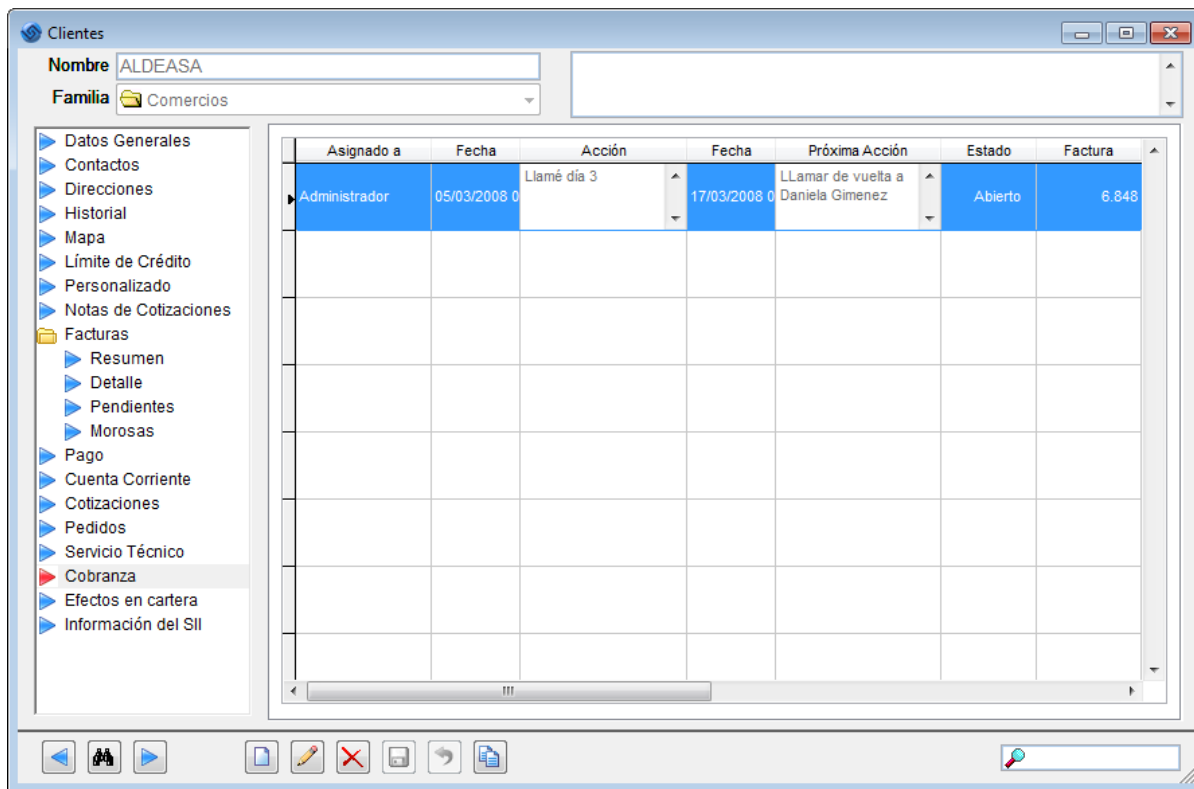 Clientes
Nombre ALDEASA
Familia Comercios
Datos Generales
Contactos
Direcciones
Historial
Mapa
Límite de Crédito
Personalizado
Notas de Cotizaciones
Facturas
Resumen
Detalle
Pendientes
Morosas
Pago
Cuenta Corriente
Cotizaciones
Pedidos
Servicio Técnico
Cobranza
Efectos en cartera
Información del SII
Asignado a Fecha Acción Fecha Próxima Acción Estado Factura
Administrador 05/03/2008 0 Llamé día 3 17/03/2008 0 LLamar de vuelta a Abierto 6.848
Daniela Gimenez